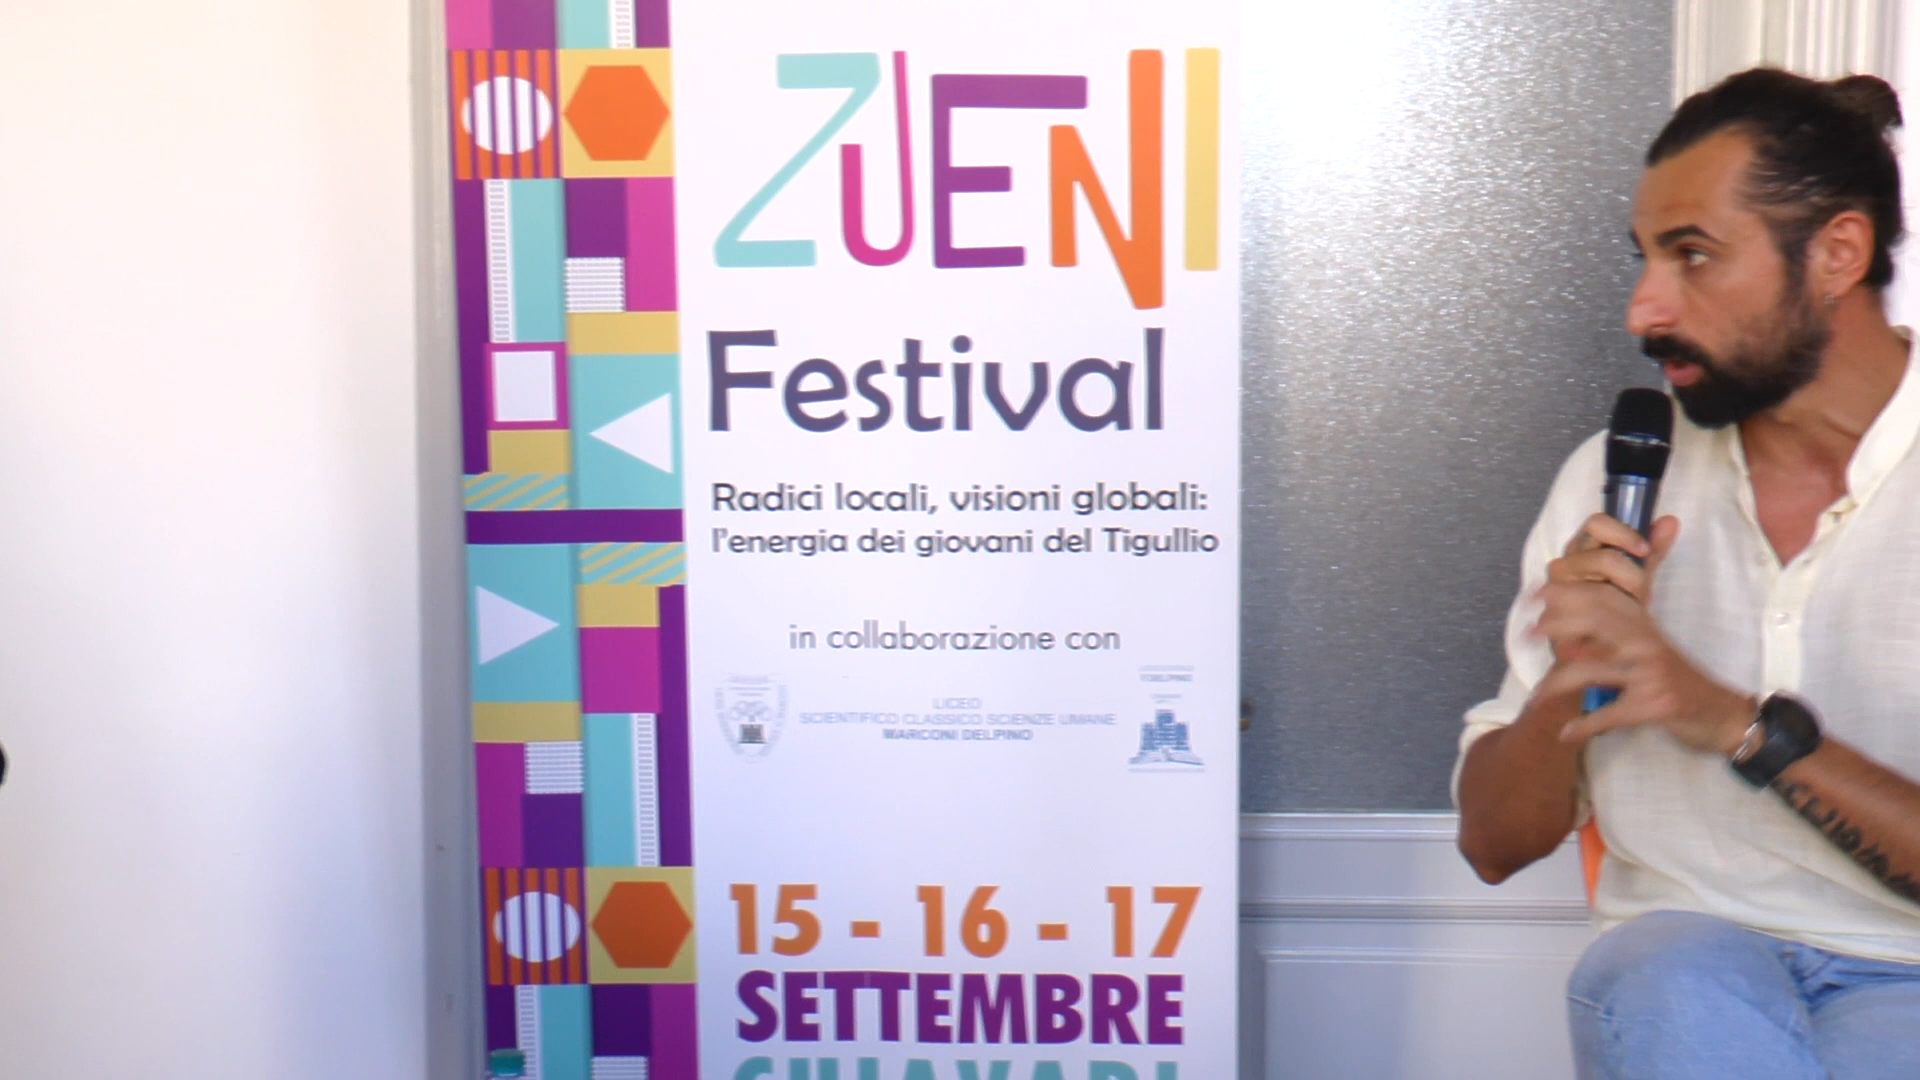 ZUENI
Festival
Radici locali, visioni globali:
l'energia dei giovani del Tigullio
in collaborazione con
LICEO
SCIENTIFICO CLASSICO SCIENZE UMANE
MARCONI DELPINO
15 - 16 - 17
SETTEMBRE
CHIAVARI